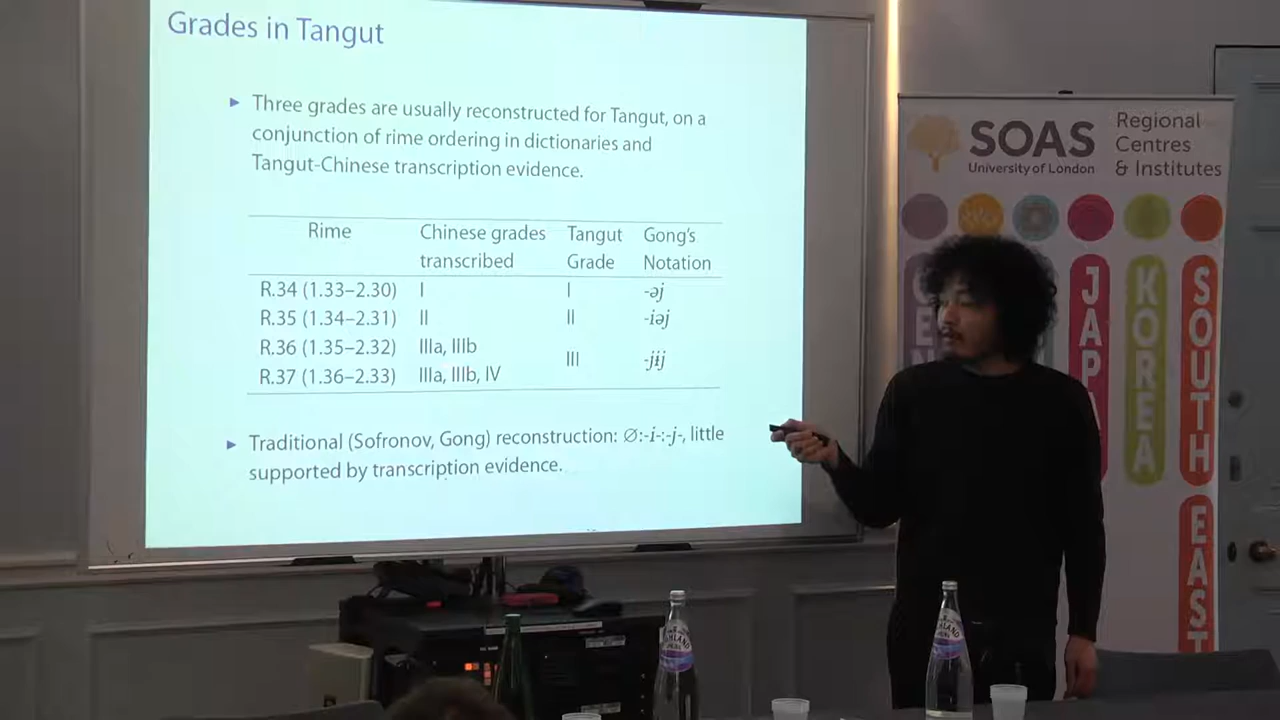 Grades in Tangut
▶ Three grades are usually reconstructed for Tangut, on a
conjunction of rime ordering in dictionaries and
Tangut-Chinese transcription evidence.
Rime Chinese grades Tangut Gong's
transcribed Grade Notation
R.34 (1.33–2.30) I I -əj
R.35 (1.34–2.31) II II -iəj
R.36 (1.35–2.32) IIIa, IIIb
III -jɨj
R.37 (1.36–2.33) IIIa, IIIb, IV
▶ Traditional (Sofronov, Gong) reconstruction: Ø:-i-:-j-, little
supported by transcription evidence.
SOAS
University of London
Regional
Centres
& Institutes
JAPA
KOREA
SOUTH
EAST